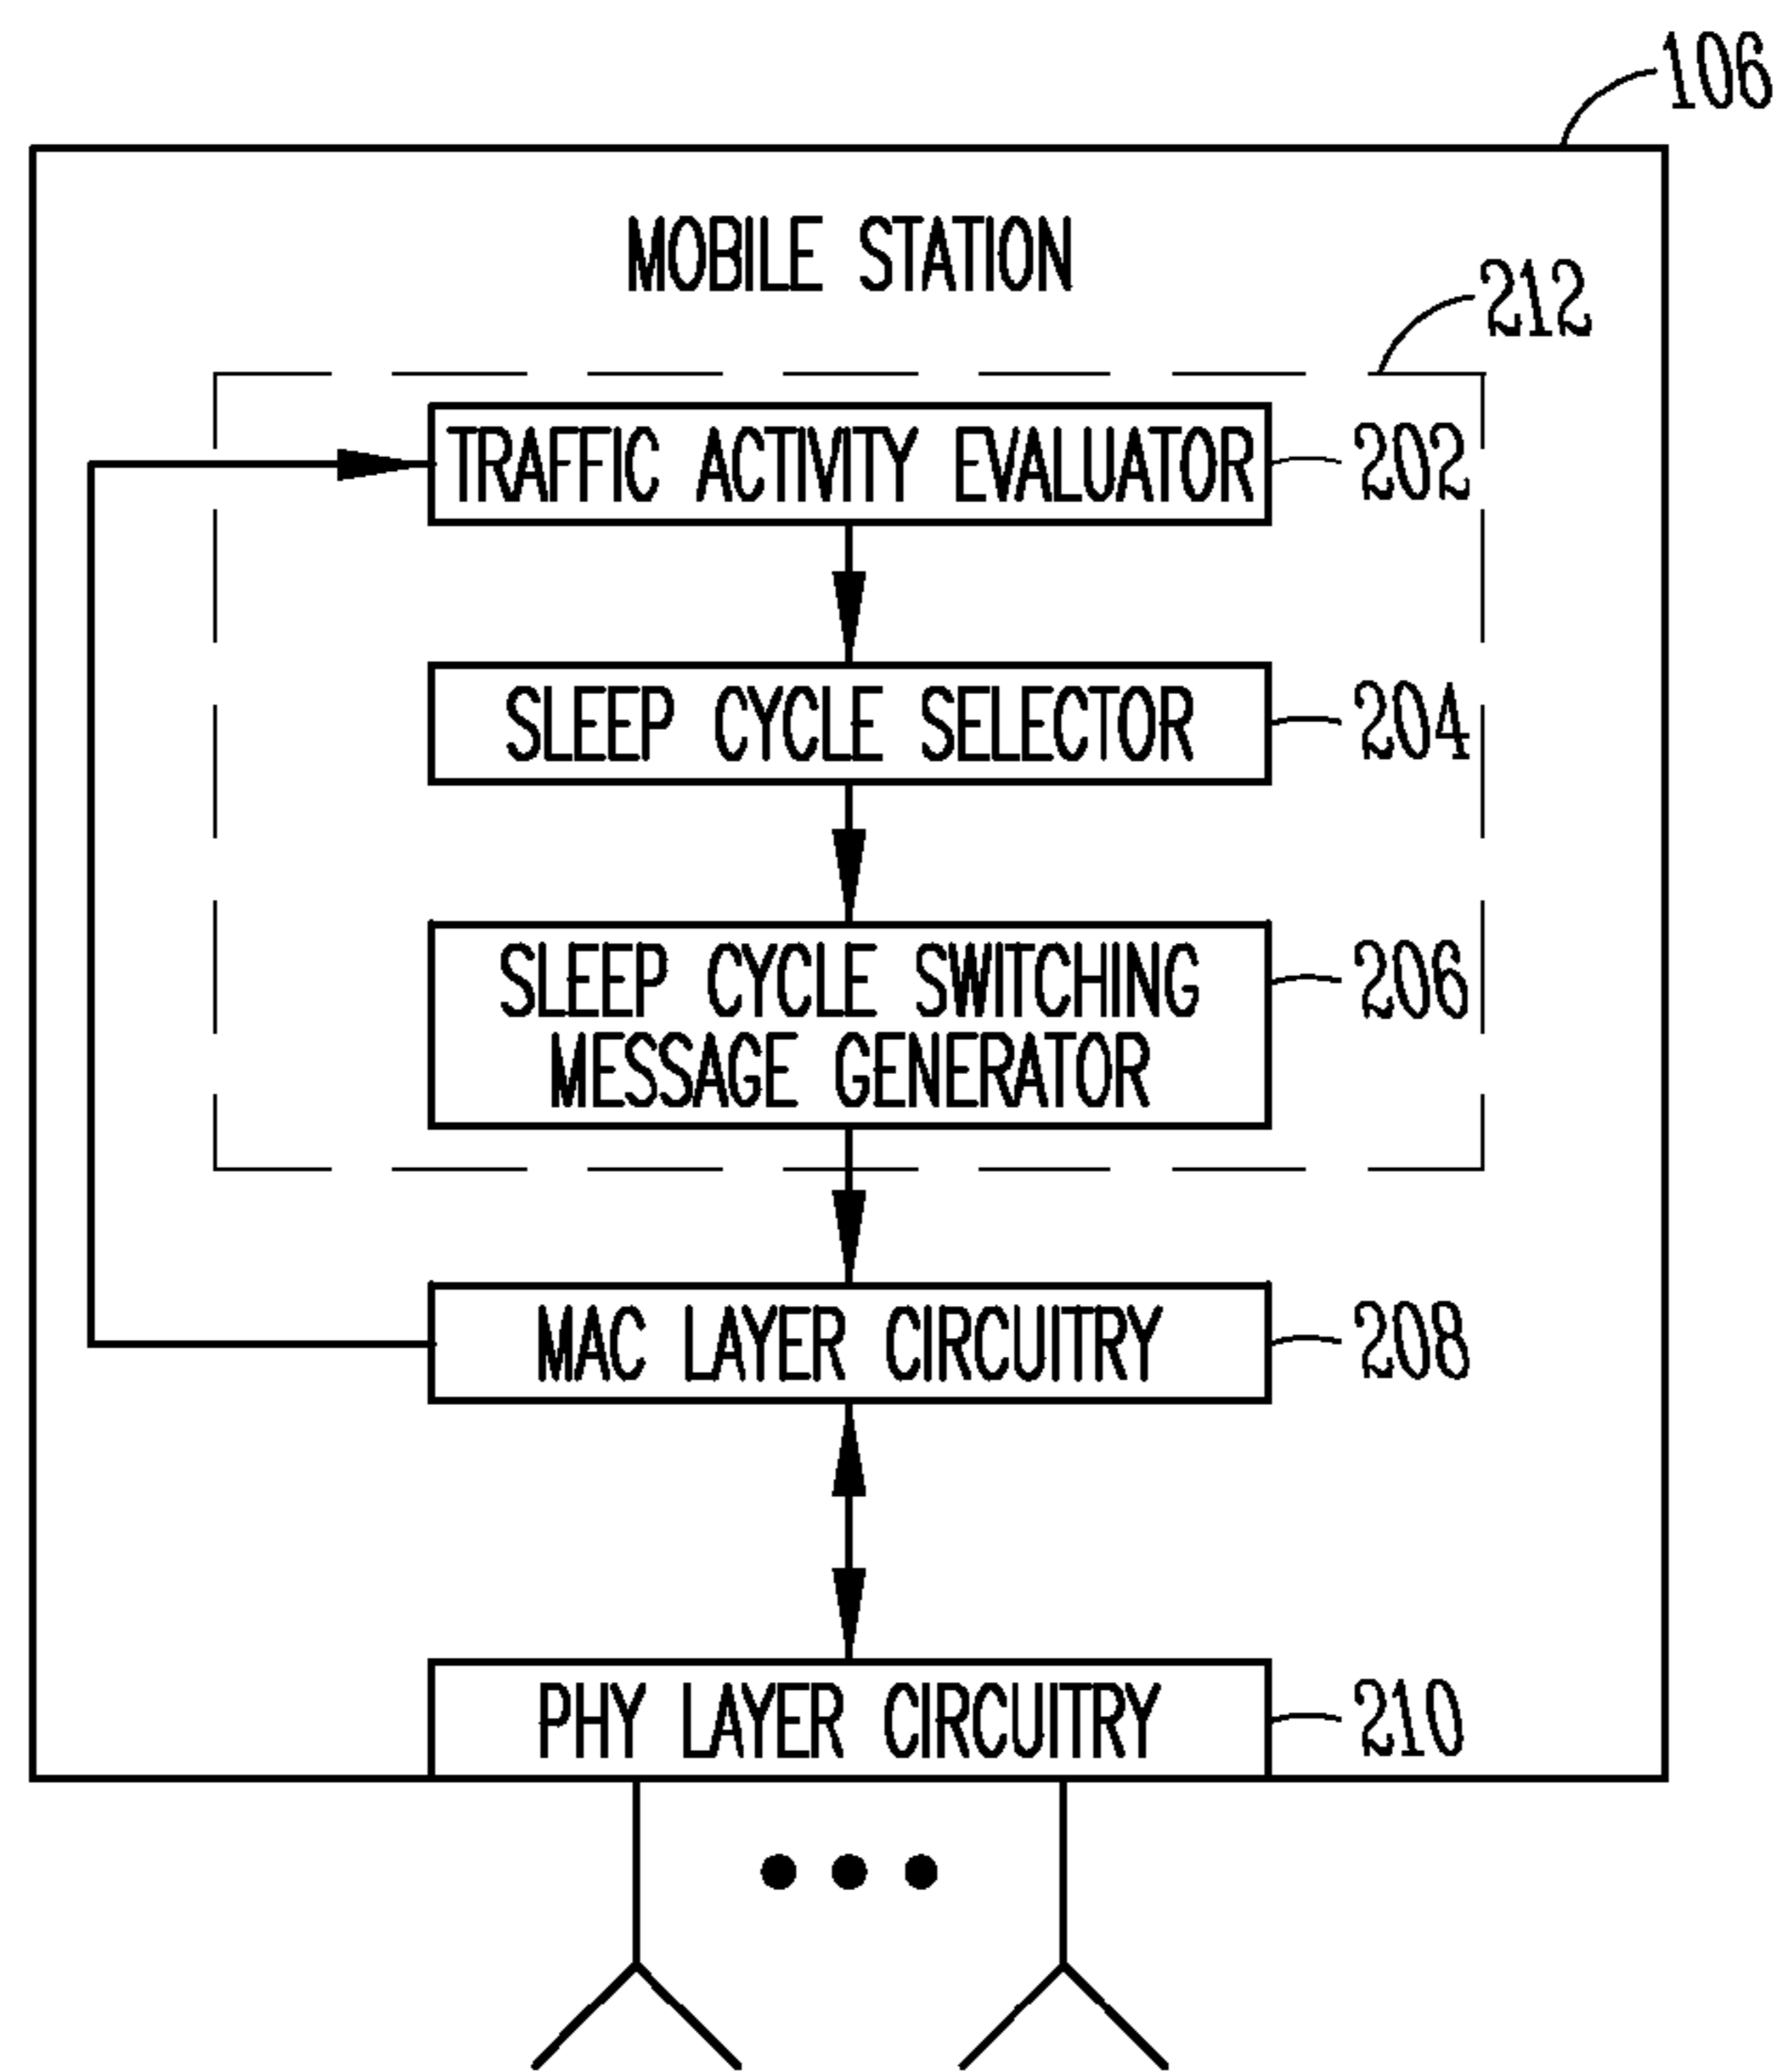 106
MOBILE STATION
212
TRAFFIC ACTIVITY EVALUATOR
202
SLEEP CYCLE SELECTOR
204
SLEEP CYCLE SWITCHING
MESSAGE GENERATOR
206
MAC LAYER CIRCUITRY
208
PHY LAYER CIRCUITRY
210